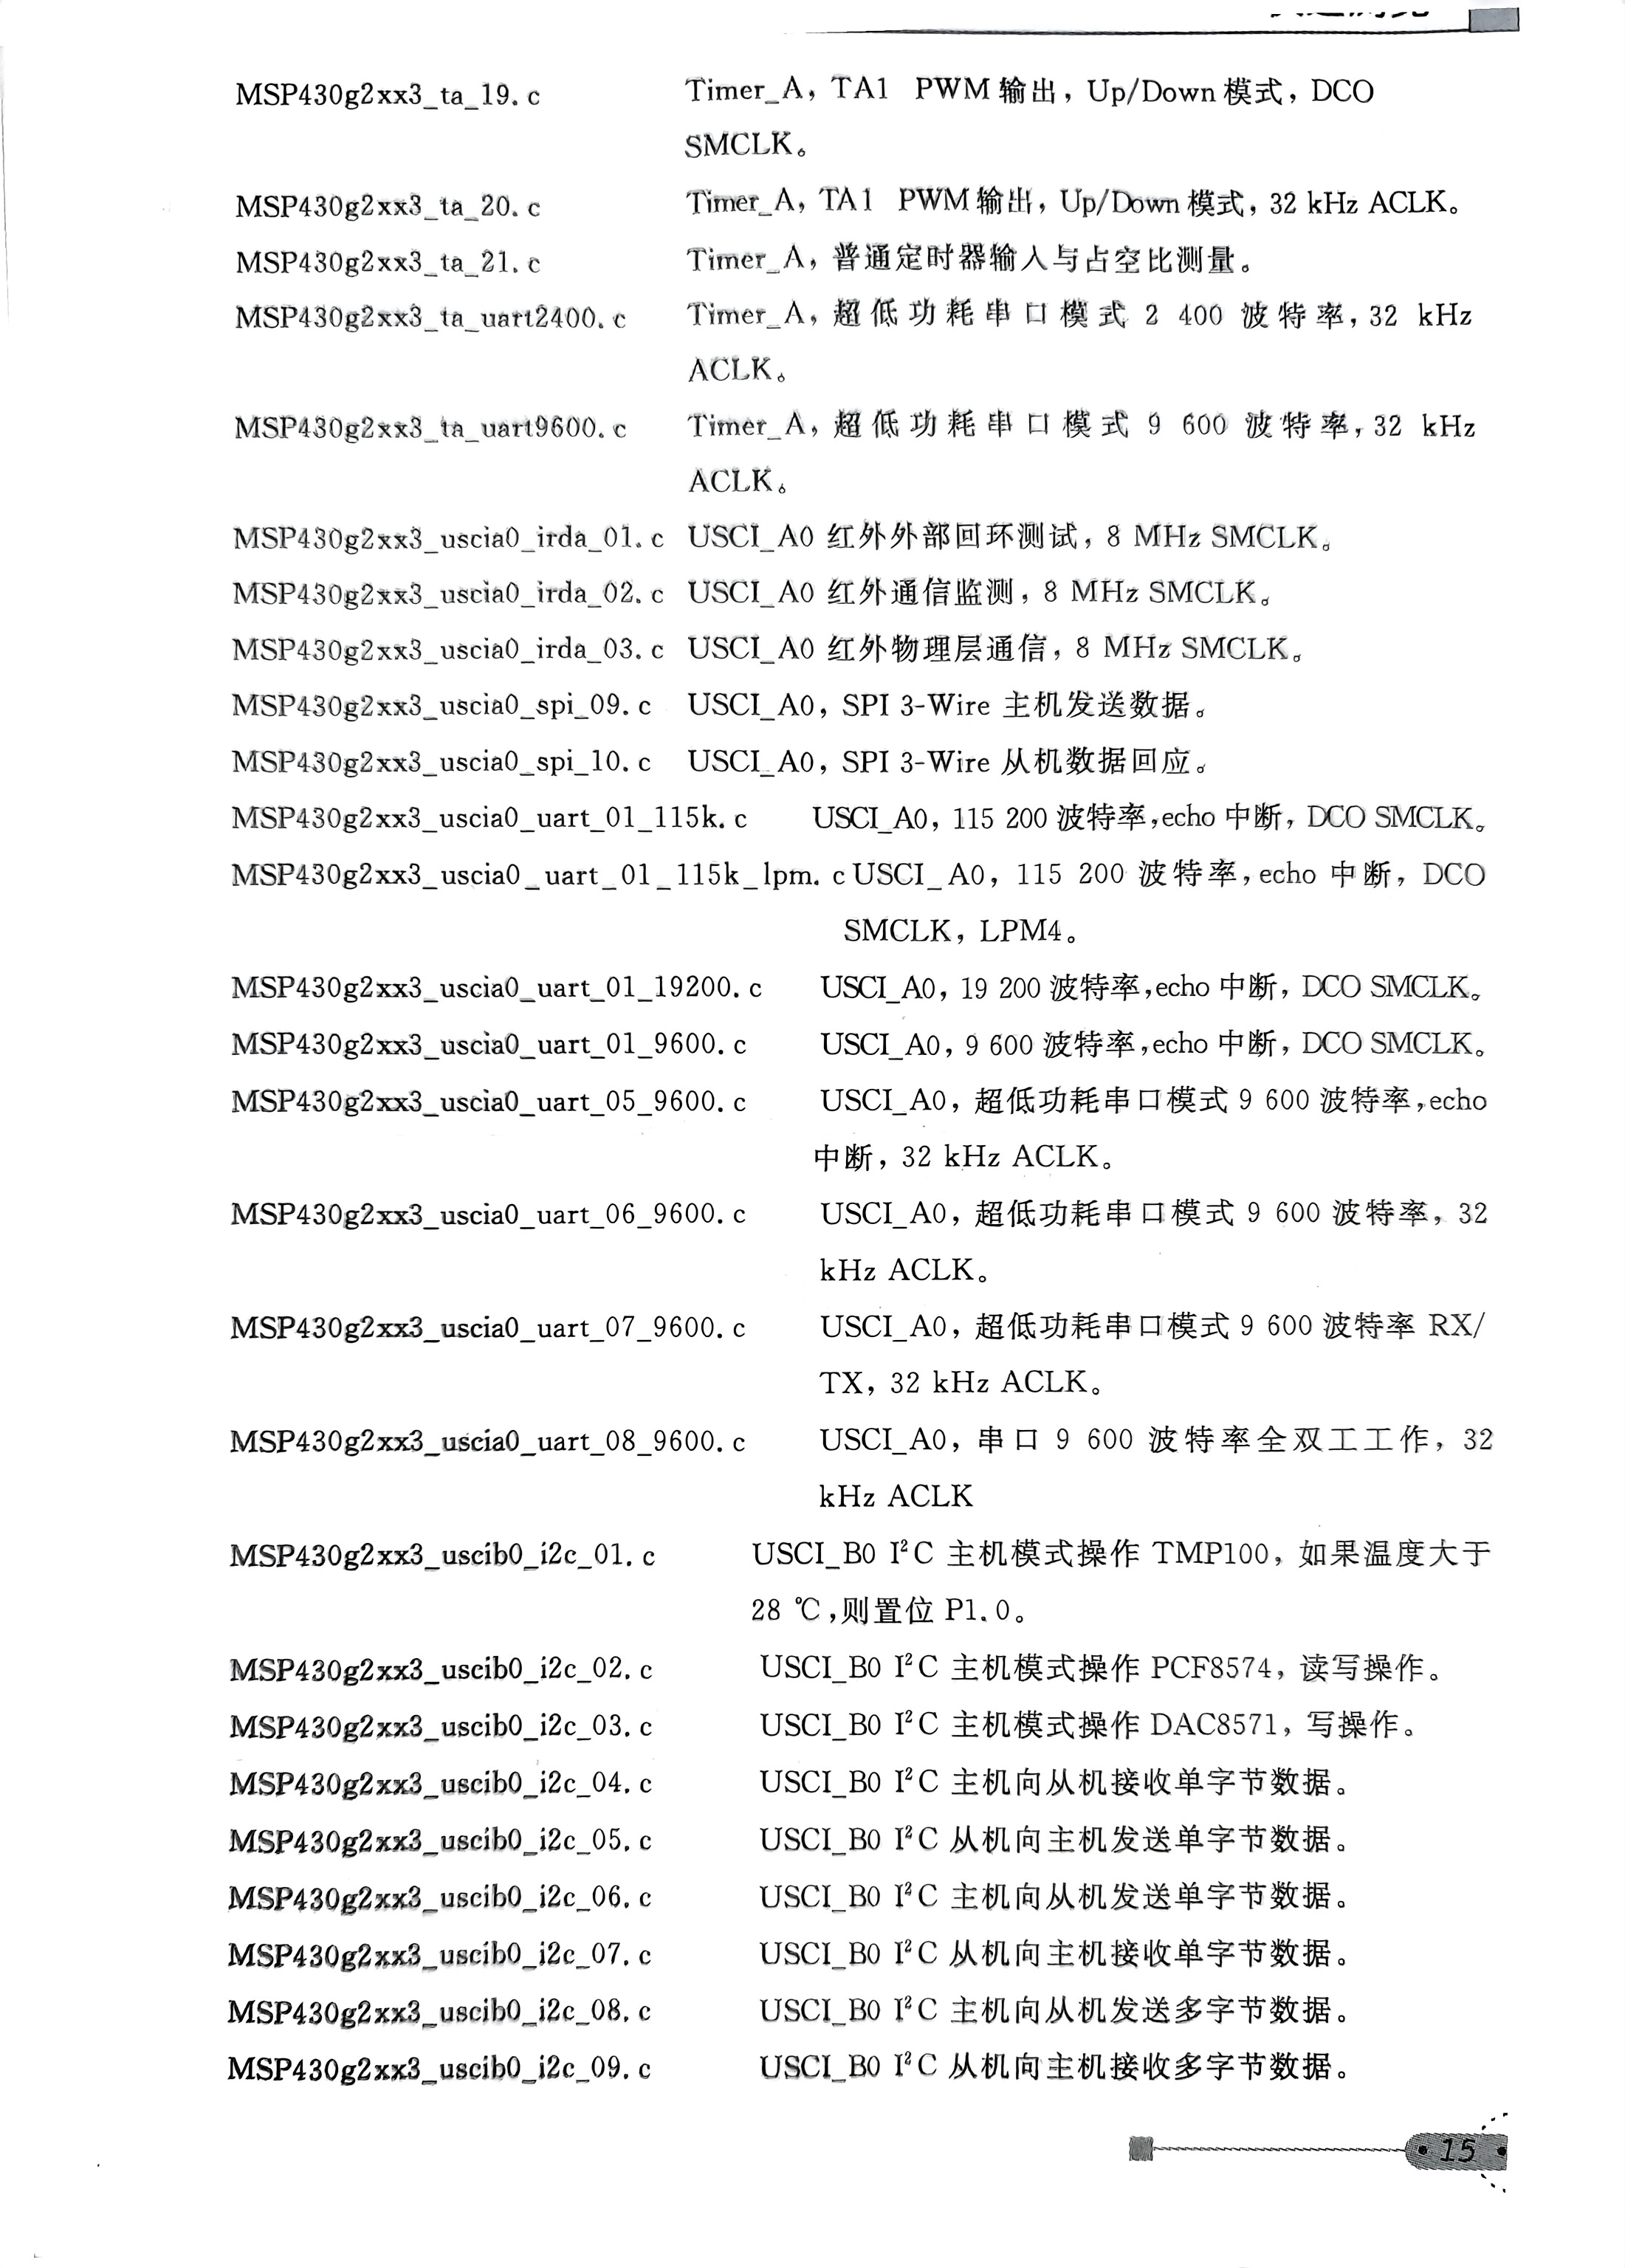 MSP430g2xx3_ta_19.c Timer_A, TA1 PWM 输出, Up/Down 模式, DCO
SMCLK。
MSP430g2xx3_ta_20.c Timer_A, TA1 PWM 输出, Up/Down 模式, 32 kHz ACLK。
MSP430g2xx3_ta_21.c Timer_A, 普通定时器输入与占空比测量。
MSP430g2xx3_ta_uart2400.c Timer_A, 超低功耗串口模式 2 400 波特率, 32 kHz
ACLK。
MSP430g2xx3_ta_uart9600.c Timer_A, 超低功耗串口模式 9 600 波特率, 32 kHz
ACLK。
MSP430g2xx3_uscia0_irda_01.c USCI_A0 红外外部回环测试, 8 MHz SMCLK。
MSP430g2xx3_uscia0_irda_02.c USCI_A0 红外通信监测, 8 MHz SMCLK。
MSP430g2xx3_uscia0_irda_03.c USCI_A0 红外物理层通信, 8 MHz SMCLK。
MSP430g2xx3_uscia0_spi_09.c USCI_A0, SPI 3-Wire 主机发送数据。
MSP430g2xx3_uscia0_spi_10.c USCI_A0, SPI 3-Wire 从机数据回应。
MSP430g2xx3_uscia0_uart_01_115k.c USCI_A0, 115 200 波特率,echo 中断, DCO SMCLK。
MSP430g2xx3_uscia0_uart_01_115k_lpm.c USCI_A0, 115 200 波特率,echo 中断, DCO
SMCLK, LPM4。
MSP430g2xx3_uscia0_uart_01_19200.c USCI_A0, 19 200 波特率,echo 中断, DCO SMCLK。
MSP430g2xx3_uscia0_uart_01_9600.c USCI_A0, 9 600 波特率,echo 中断, DCO SMCLK。
MSP430g2xx3_uscia0_uart_05_9600.c USCI_A0, 超低功耗串口模式 9 600 波特率,echo
中断, 32 kHz ACLK。
MSP430g2xx3_uscia0_uart_06_9600.c USCI_A0, 超低功耗串口模式 9 600 波特率, 32
kHz ACLK。
MSP430g2xx3_uscia0_uart_07_9600.c USCI_A0, 超低功耗串口模式 9 600 波特率 RX/
TX, 32 kHz ACLK。
MSP430g2xx3_uscia0_uart_08_9600.c USCI_A0, 串口 9 600 波特率全双工工作, 32
kHz ACLK
MSP430g2xx3_uscib0_i2c_01.c USCI_B0 I²C 主机模式操作 TMP100, 如果温度大于
28 ℃,则置位 P1.0。
MSP430g2xx3_uscib0_i2c_02.c USCI_B0 I²C 主机模式操作 PCF8574, 读写操作。
MSP430g2xx3_uscib0_i2c_03.c USCI_B0 I²C 主机模式操作 DAC8571, 写操作。
MSP430g2xx3_uscib0_i2c_04.c USCI_B0 I²C 主机向从机接收单字节数据。
MSP430g2xx3_uscib0_i2c_05.c USCI_B0 I²C 从机向主机发送单字节数据。
MSP430g2xx3_uscib0_i2c_06.c USCI_B0 I²C 主机向从机发送单字节数据。
MSP430g2xx3_uscib0_i2c_07.c USCI_B0 I²C 从机向主机接收单字节数据。
MSP430g2xx3_uscib0_i2c_08.c USCI_B0 I²C 主机向从机发送多字节数据。
MSP430g2xx3_uscib0_i2c_09.c USCI_B0 I²C 从机向主机接收多字节数据。
15